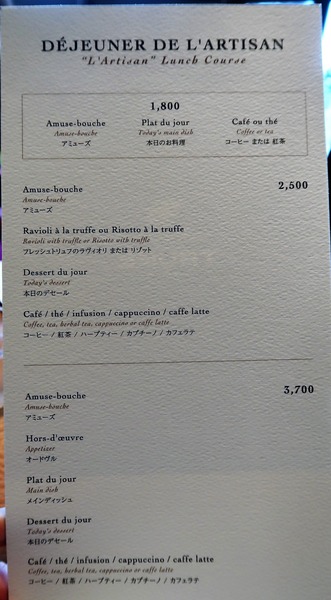 DÉJEUNER DE L'ARTISAN
"L'Artisan" Lunch Course
1,800
Amuse-bouche
Amuse-bouche
アミューズ
Plat du jour
Today's main dish
本日のお料理
Café ou thé
Coffee or tea
コーヒー または 紅茶
2,500
Amuse-bouche
Amuse-bouche
アミューズ
Ravioli à la truffe ou Risotto à la truffe
Ravioli with truffle or Risotto with truffle
フレッシュトリュフのラヴィオリ または リゾット
Dessert du jour
Today's dessert
本日のデセール
Café / thé / infusion / cappuccino / caffe latte
Coffee, tea, herbal tea, cappuccino or caffe latte
コーヒー / 紅茶 / ハーブティー / カプチーノ / カフェラテ
3,700
Amuse-bouche
Amuse-bouche
アミューズ
Hors-d'œuvre
Appetizer
オードヴル
Plat du jour
Main dish
メインディッシュ
Dessert du jour
Today's dessert
本日のデセール
Café / thé / infusion / cappuccino / caffe latte
Coffee, tea, herbal tea, cappuccino or caffe latte
コーヒー / 紅茶 / ハーブティー / カプチーノ / カフェラテ